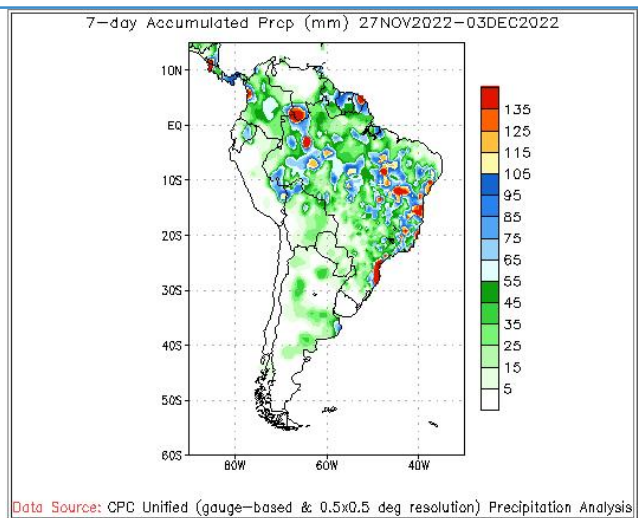 7-day Accumulated Prcp (mm) 27NOV2022-03DEC2022
10N
EQ
10S
20S
30S
40S
50S
60S
80W 60W 40W
135
125
115
105
95
85
75
65
55
45
35
25
15
5
Data Source: CPC Unified (gauge-based & 0.5x0.5 deg resolution) Precipitation Analysis